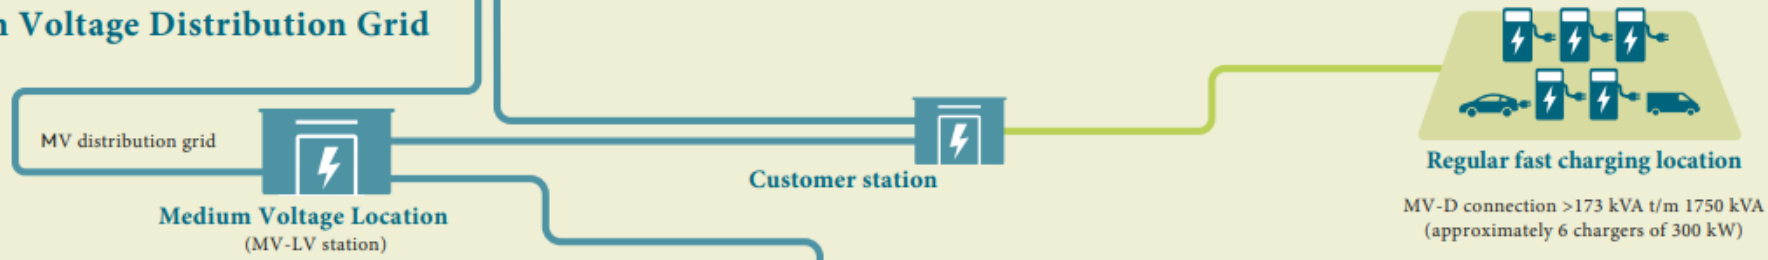 Voltage Distribution Grid
MV distribution grid
Medium Voltage Location
(MV-LV station)
Customer station
Regular fast charging location
MV-D connection >173 kVA t/m 1750 kVA
(approximately 6 chargers of 300 kW)